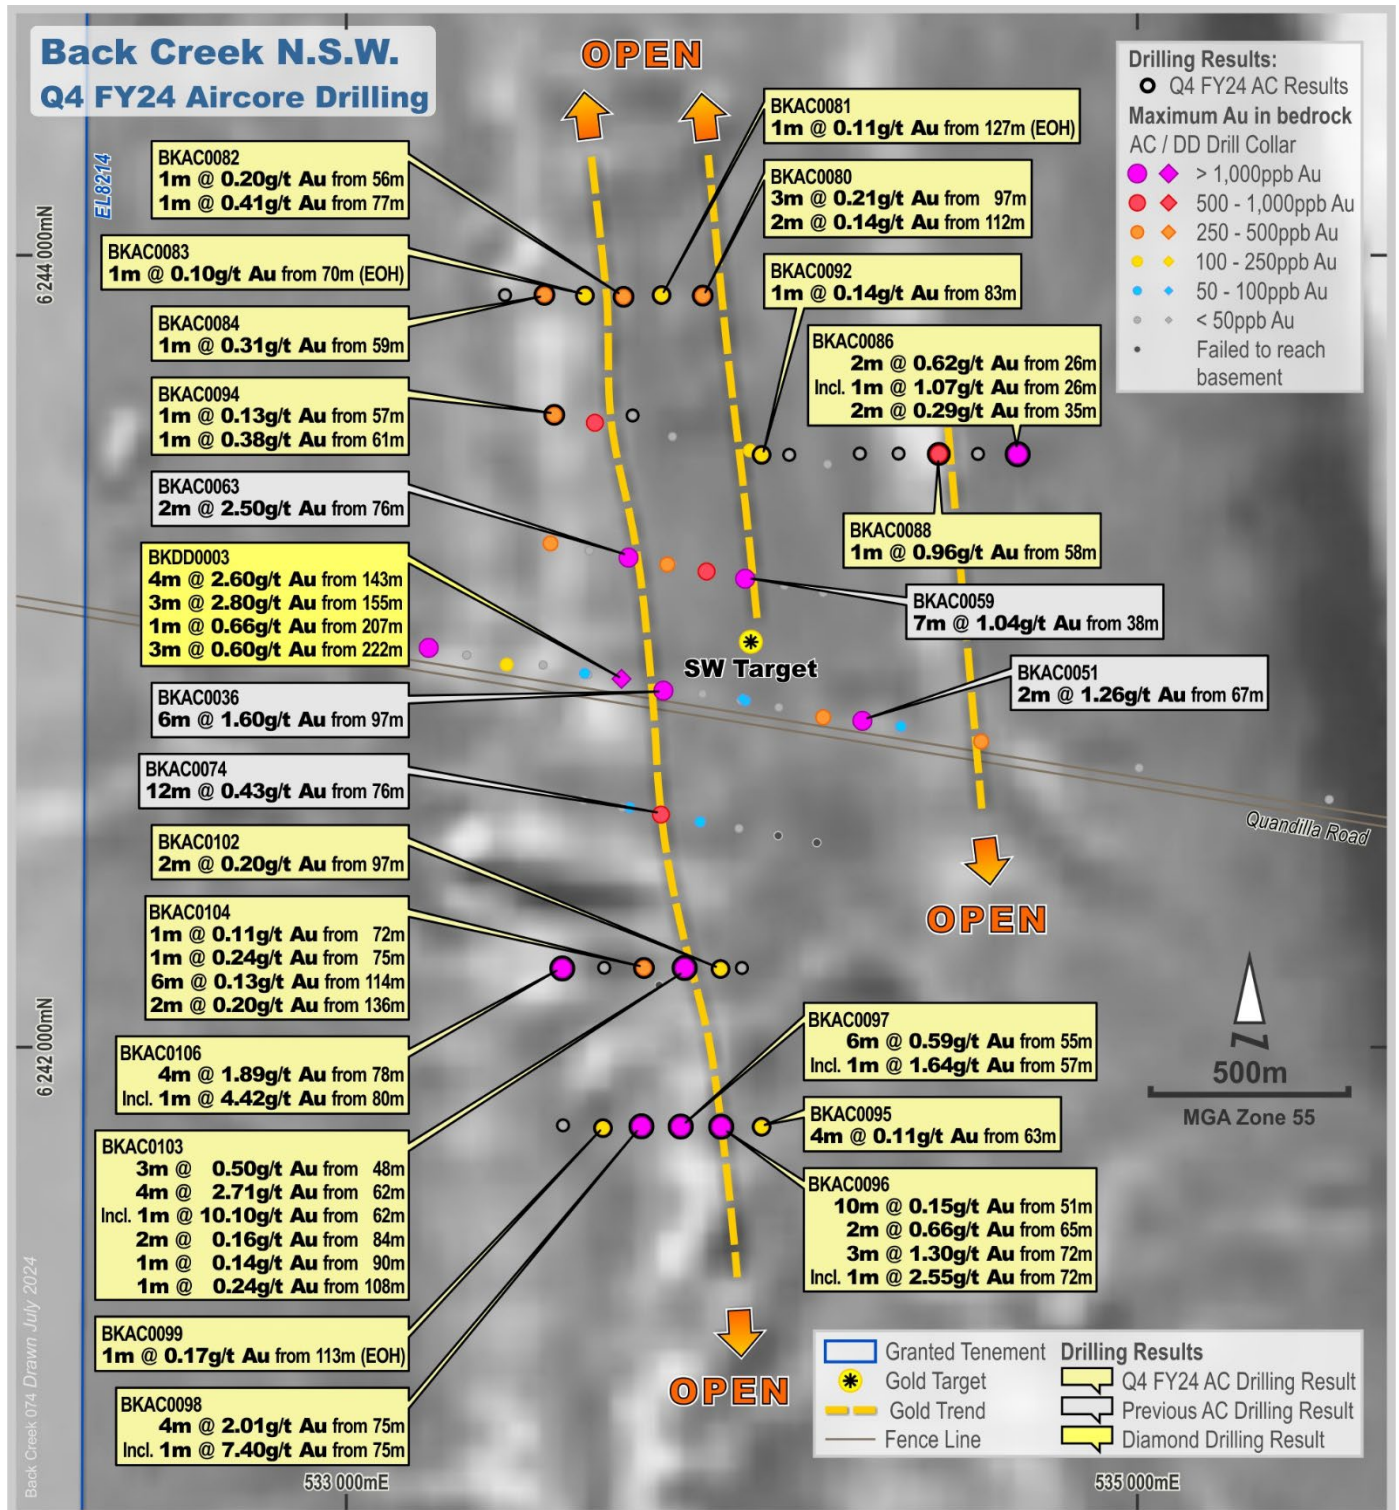 Back Creek N.S.W.
Q4 FY24 Aircore Drilling
OPEN
Drilling Results:
Q4 FY24 AC Results
Maximum Au in bedrock
AC / DD Drill Collar
> 1,000ppb Au
500 - 1,000ppb Au
250 - 500ppb Au
100 - 250ppb Au
50 - 100ppb Au
< 50ppb Au
Failed to reach
basement
EL8214
6 244 000mN
BKAC0081
1m @ 0.11g/t Au from 127m (EOH)
BKAC0082
1m @ 0.20g/t Au from 56m
1m @ 0.41g/t Au from 77m
BKAC0080
3m @ 0.21g/t Au from 97m
2m @ 0.14g/t Au from 112m
BKAC0083
1m @ 0.10g/t Au from 70m (EOH)
BKAC0092
1m @ 0.14g/t Au from 83m
BKAC0084
1m @ 0.31g/t Au from 59m
BKAC0086
2m @ 0.62g/t Au from 26m
Incl. 1m @ 1.07g/t Au from 26m
2m @ 0.29g/t Au from 35m
BKAC0094
1m @ 0.13g/t Au from 57m
1m @ 0.38g/t Au from 61m
BKAC0063
2m @ 2.50g/t Au from 76m
BKAC0088
1m @ 0.96g/t Au from 58m
BKDD0003
4m @ 2.60g/t Au from 143m
3m @ 2.80g/t Au from 155m
1m @ 0.66g/t Au from 207m
3m @ 0.60g/t Au from 222m
BKAC0059
7m @ 1.04g/t Au from 38m
SW Target
BKAC0051
2m @ 1.26g/t Au from 67m
BKAC0036
6m @ 1.60g/t Au from 97m
BKAC0074
12m @ 0.43g/t Au from 76m
Quandilla Road
BKAC0102
2m @ 0.20g/t Au from 97m
OPEN
BKAC0104
1m @ 0.11g/t Au from 72m
1m @ 0.24g/t Au from 75m
6m @ 0.13g/t Au from 114m
2m @ 0.20g/t Au from 136m
6 242 000mN
BKAC0106
4m @ 1.89g/t Au from 78m
Incl. 1m @ 4.42g/t Au from 80m
BKAC0097
6m @ 0.59g/t Au from 55m
Incl. 1m @ 1.64g/t Au from 57m
N
500m
MGA Zone 55
BKAC0095
4m @ 0.11g/t Au from 63m
BKAC0103
3m @ 0.50g/t Au from 48m
4m @ 2.71g/t Au from 62m
Incl. 1m @ 10.10g/t Au from 62m
2m @ 0.16g/t Au from 84m
1m @ 0.14g/t Au from 90m
1m @ 0.24g/t Au from 108m
BKAC0096
10m @ 0.15g/t Au from 51m
2m @ 0.66g/t Au from 65m
3m @ 1.30g/t Au from 72m
Incl. 1m @ 2.55g/t Au from 72m
BKAC0099
1m @ 0.17g/t Au from 113m (EOH)
BKAC0098
4m @ 2.01g/t Au from 75m
Incl. 1m @ 7.40g/t Au from 75m
OPEN
Granted Tenement
Gold Target
Gold Trend
Fence Line
Drilling Results
Q4 FY24 AC Drilling Result
Previous AC Drilling Result
Diamond Drilling Result
533 000mE
535 000mE
Back Creek 074 Drawn July 2024